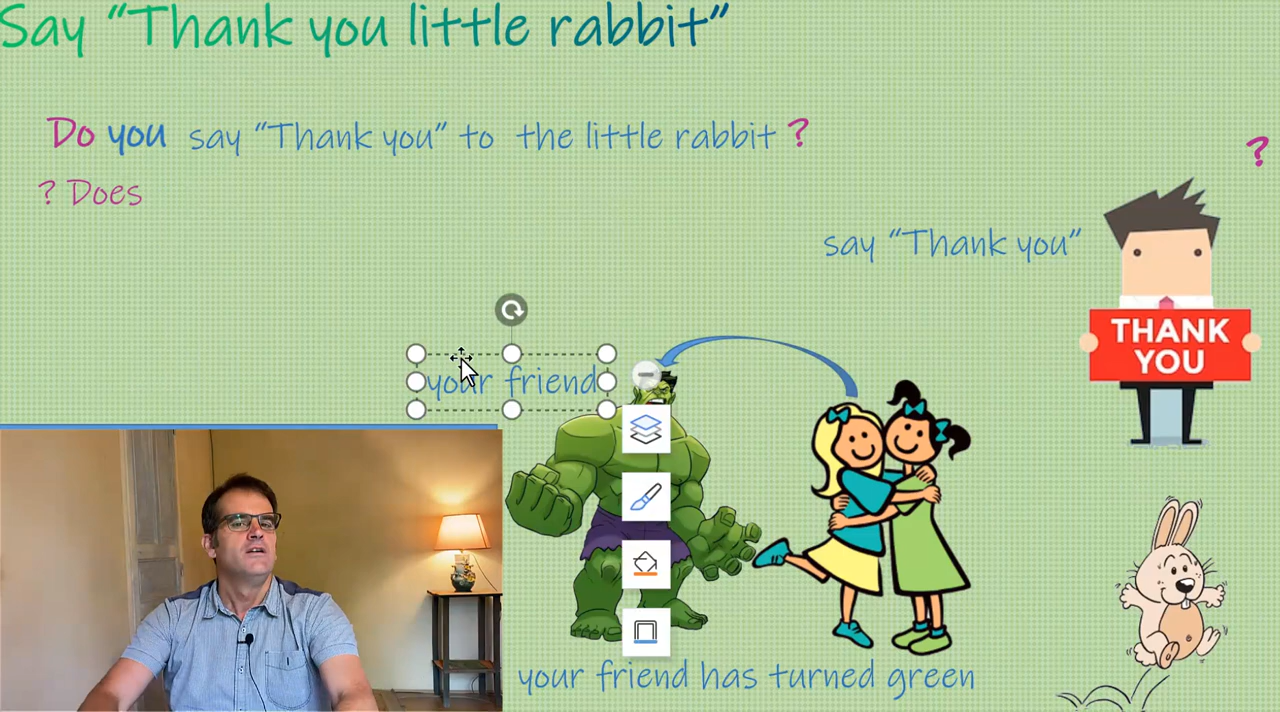 Say “Thank you little rabbit”
Do you say “Thank you” to the little rabbit ?
?
? Does
say “Thank you”
THANK
YOU
your friend
your friend has turned green